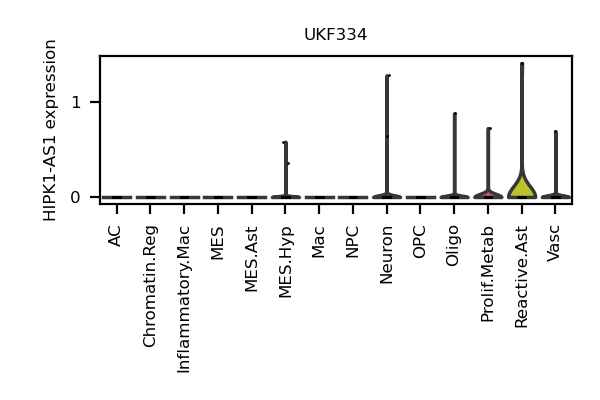 UKF334
HIPK1-AS1 expression
1
0
AC
Chromatin.Reg
Inflammatory.Mac
MES
MES.Ast
MES.Hyp
Mac
NPC
Neuron
OPC
Oligo
Prolif.Metab
Reactive.Ast
Vasc